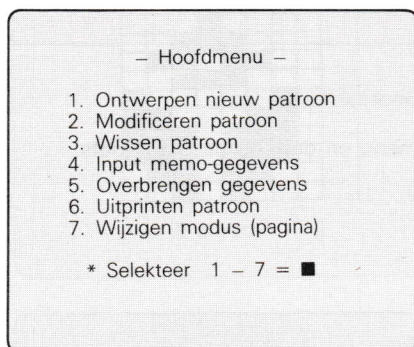 – Hoofdmenu –
1. Ontwerpen nieuw patroon
2. Modificeren patroon
3. Wissen patroon
4. Input memo-gegevens
5. Overbrengen gegevens
6. Uitprinten patroon
7. Wijzigen modus (pagina)
* Selekteer 1 – 7 = ■